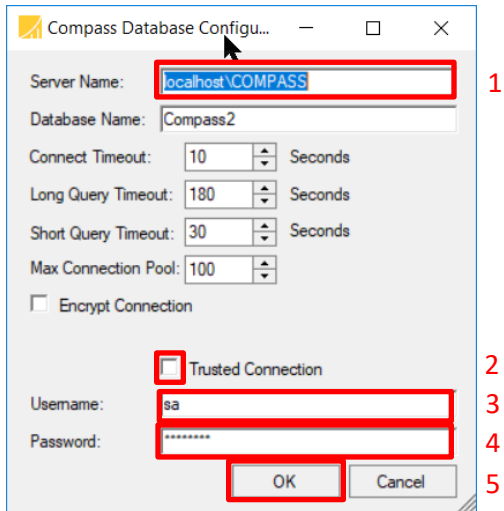 Compass Database Configu...
Server Name: localhost\COMPASS 1
Database Name: Compass2
Connect Timeout: 10 Seconds
Long Query Timeout: 180 Seconds
Short Query Timeout: 30 Seconds
Max Connection Pool: 100
Encrypt Connection
Trusted Connection 2
Username: sa 3
Password: ******** 4
OK Cancel 5